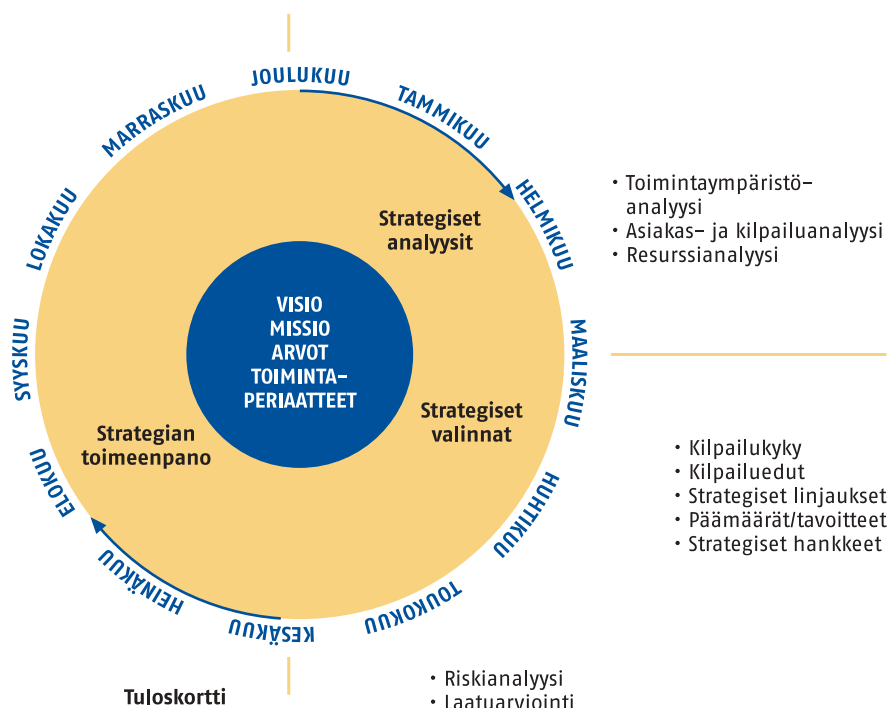 JOULUKUU
TAMMIKUU
HELMIKUU
MAALISKUU
HUHTIKUU
TOUKOKUU
KESÄKUU
HEINÄKUU
ELOKUU
SYYSKUU
LOKAKUU
MARRASKUU
Strategiset
analyysit
VISIO
MISSIO
ARVOT
TOIMINTA-
PERIAATTEET
Strategiset
valinnat
Strategian
toimeenpano
• Toimintaympäristö-
analyysi
• Asiakas- ja kilpailuanalyysi
• Resurssianalyysi
• Kilpailukyky
• Kilpailuedut
• Strategiset linjaukset
• Päämäärät/tavoitteet
• Strategiset hankkeet
• Riskianalyysi
• Laatuarviointi
Tuloskortti